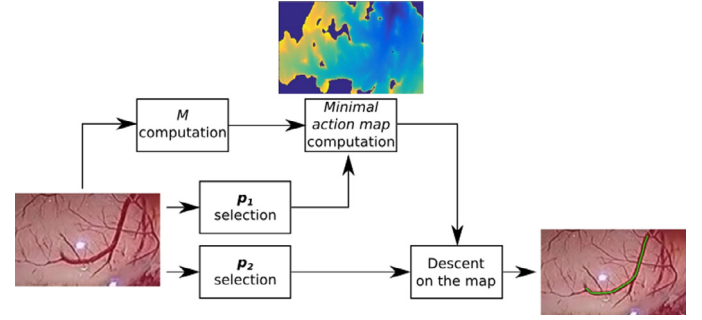 M
computation
Minimal
action map
computation
p1
selection
p2
selection
Descent
on the map